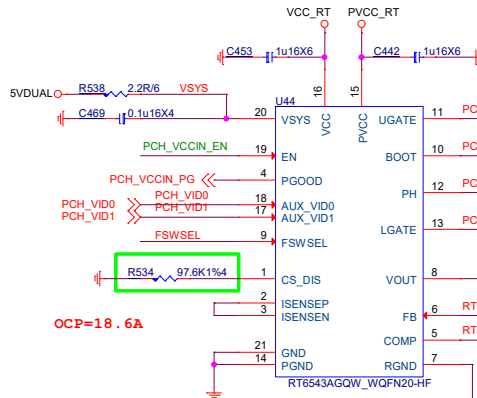 VCC_RT PVCC_RT
C453 1u16X6 C442 1u16X6
5VDUAL R538 2.2R/6 VSYS
C469 0.1u16X4
16 15
U44
20 VSYS VCC PVCC UGATE 11 PC
PCH_VCCIN_EN 19 EN BOOT 10 PC
PCH_VCCIN_PG 4 PGOOD PH 12 PC
PCH_VID0 PCH_VID0 18 AUX_VID0
PCH_VID1 PCH_VID1 17 AUX_VID1 LGATE 13 PC
FSWSEL 9 FSWSEL
R534 97.6K1%4 1 CS_DIS VOUT 8
2 ISENSEP
3 ISENSEN FB 6 RT
OCP=18.6A
COMP 5 RT
21 GND
14 PGND RGND 7
RT6543AGQW_WQFN20-HF